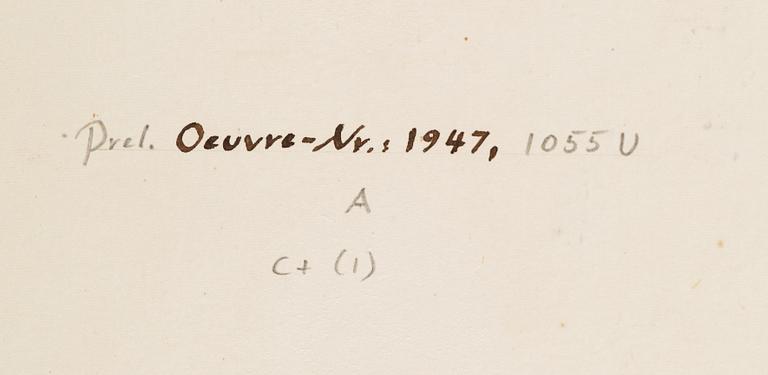 Prel. Oeuvre-Nr.: 1947, 1055 U
A
C+ (1)